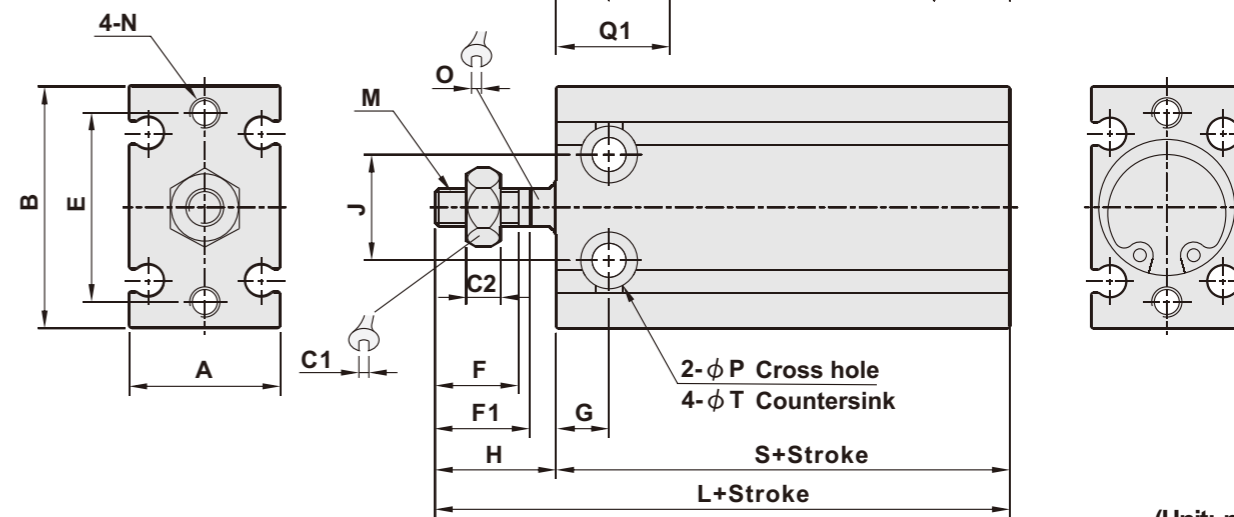 Q1
4-N
O
M
B
E
J
C2
C1
A
F
F1
G
H
2-ϕP Cross hole
4-ϕT Countersink
S+Stroke
L+Stroke